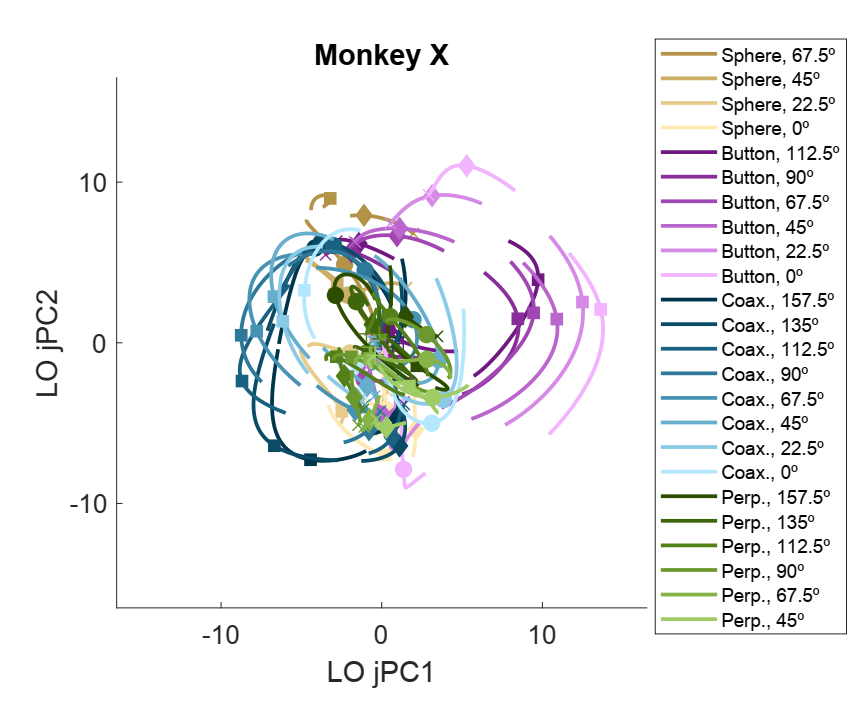 Monkey X
10
0
-10
-10
0
10
LO jPC2
LO jPC1
Sphere, 67.5º
Sphere, 45º
Sphere, 22.5º
Sphere, 0º
Button, 112.5º
Button, 90º
Button, 67.5º
Button, 45º
Button, 22.5º
Button, 0º
Coax., 157.5º
Coax., 135º
Coax., 112.5º
Coax., 90º
Coax., 67.5º
Coax., 45º
Coax., 22.5º
Coax., 0º
Perp., 157.5º
Perp., 135º
Perp., 112.5º
Perp., 90º
Perp., 67.5º
Perp., 45º